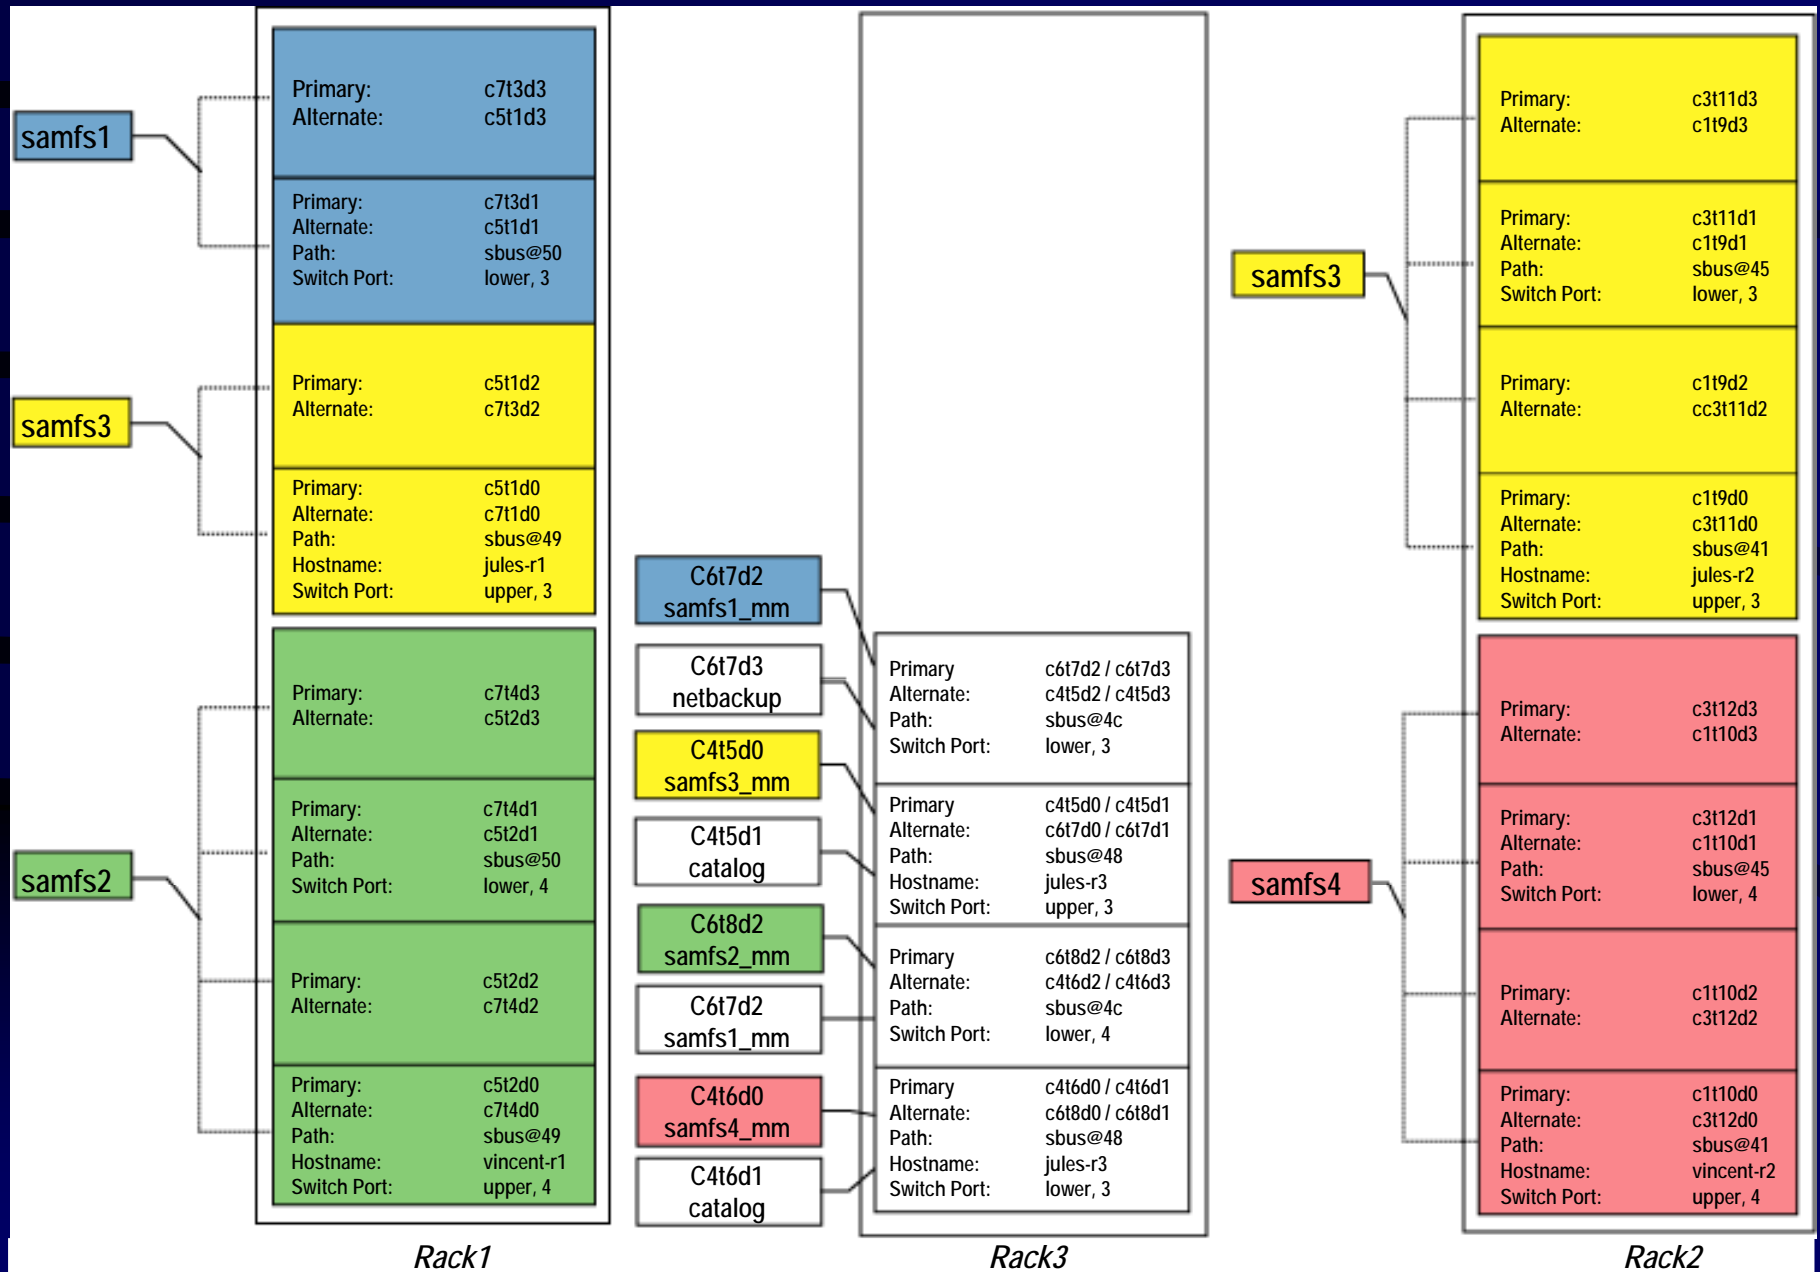 samfs1
Primary: c7t3d3
Alternate: c5t1d3
Primary: c7t3d1
Alternate: c5t1d1
Path: sbus@50
Switch Port: lower, 3
samfs3
Primary: c5t1d2
Alternate: c7t3d2
Primary: c5t1d0
Alternate: c7t1d0
Path: sbus@49
Hostname: jules-r1
Switch Port: upper, 3
samfs2
Primary: c7t4d3
Alternate: c5t2d3
Primary: c7t4d1
Alternate: c5t2d1
Path: sbus@50
Switch Port: lower, 4
Primary: c5t2d2
Alternate: c7t4d2
Primary: c5t2d0
Alternate: c7t4d0
Path: sbus@49
Hostname: vincent-r1
Switch Port: upper, 4
Rack1
C6t7d2
samfs1_mm
C6t7d3
netbackup
C4t5d0
samfs3_mm
C4t5d1
catalog
C6t8d2
samfs2_mm
C6t7d2
samfs1_mm
C4t6d0
samfs4_mm
C4t6d1
catalog
Primary c6t7d2 / c6t7d3
Alternate: c4t5d2 / c4t5d3
Path: sbus@4c
Switch Port: lower, 3
Primary c4t5d0 / c4t5d1
Alternate: c6t7d0 / c6t7d1
Path: sbus@48
Hostname: jules-r3
Switch Port: upper, 3
Primary c6t8d2 / c6t8d3
Alternate: c4t6d2 / c4t6d3
Path: sbus@4c
Switch Port: lower, 4
Primary c4t6d0 / c4t6d1
Alternate: c6t8d0 / c6t8d1
Path: sbus@48
Hostname: jules-r3
Switch Port: lower, 3
Rack3
samfs3
Primary: c3t11d3
Alternate: c1t9d3
Primary: c3t11d1
Alternate: c1t9d1
Path: sbus@45
Switch Port: lower, 3
Primary: c1t9d2
Alternate: cc3t11d2
Primary: c1t9d0
Alternate: c3t11d0
Path: sbus@41
Hostname: jules-r2
Switch Port: upper, 3
samfs4
Primary: c3t12d3
Alternate: c1t10d3
Primary: c3t12d1
Alternate: c1t10d1
Path: sbus@45
Switch Port: lower, 4
Primary: c1t10d2
Alternate: c3t12d2
Primary: c1t10d0
Alternate: c3t12d0
Path: sbus@41
Hostname: vincent-r2
Switch Port: upper, 4
Rack2